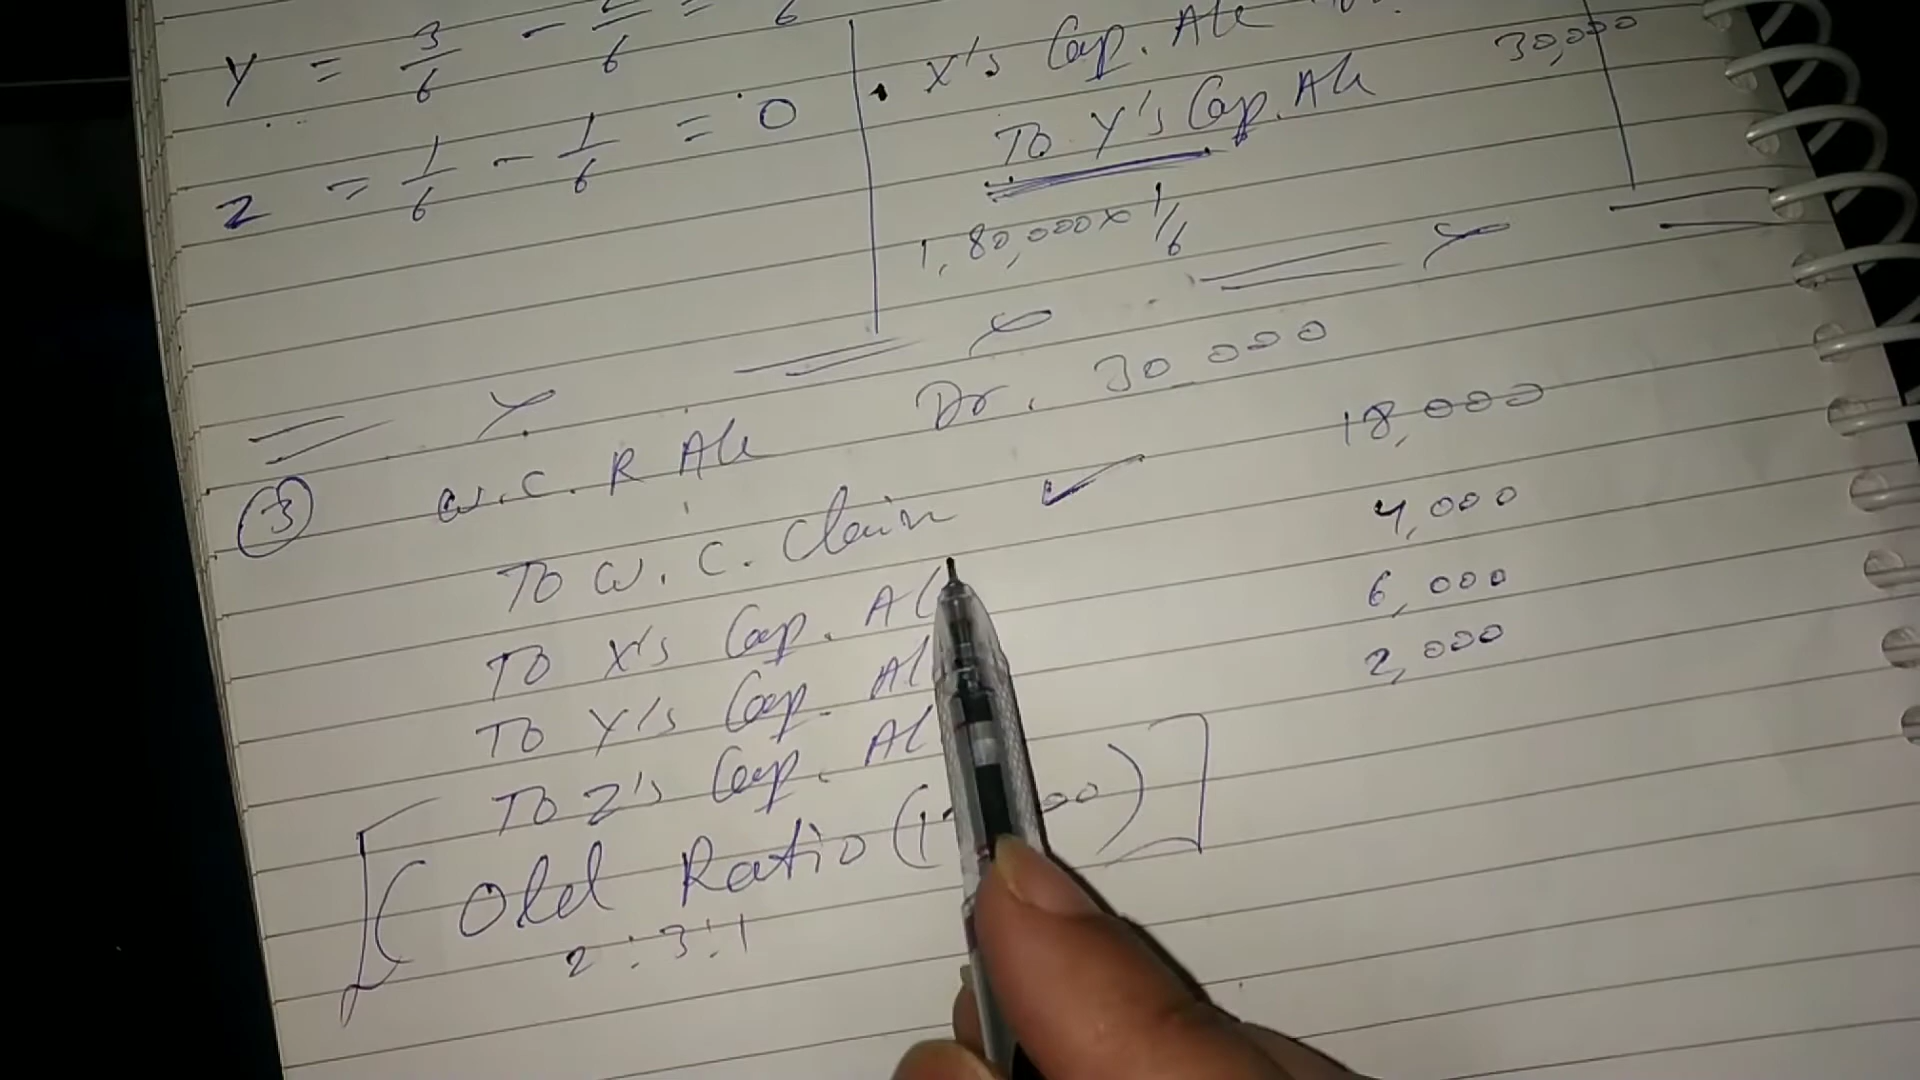 Y = 3/6 - /6 = 6
Z = 1/6 - 1/6 = 0
X's Cap. A/c
To Y's Cap. A/c 30,000
1,80,000 x 1/6
(3) W.C.R A/c Dr. 30,000
To W.C. Claim ✓ 18,000
To X's Cap. A/c 4,000
To Y's Cap. A/c 6,000
To Z's Cap. A/c 2,000
[(Old Ratio (1 00)]
2:3:1